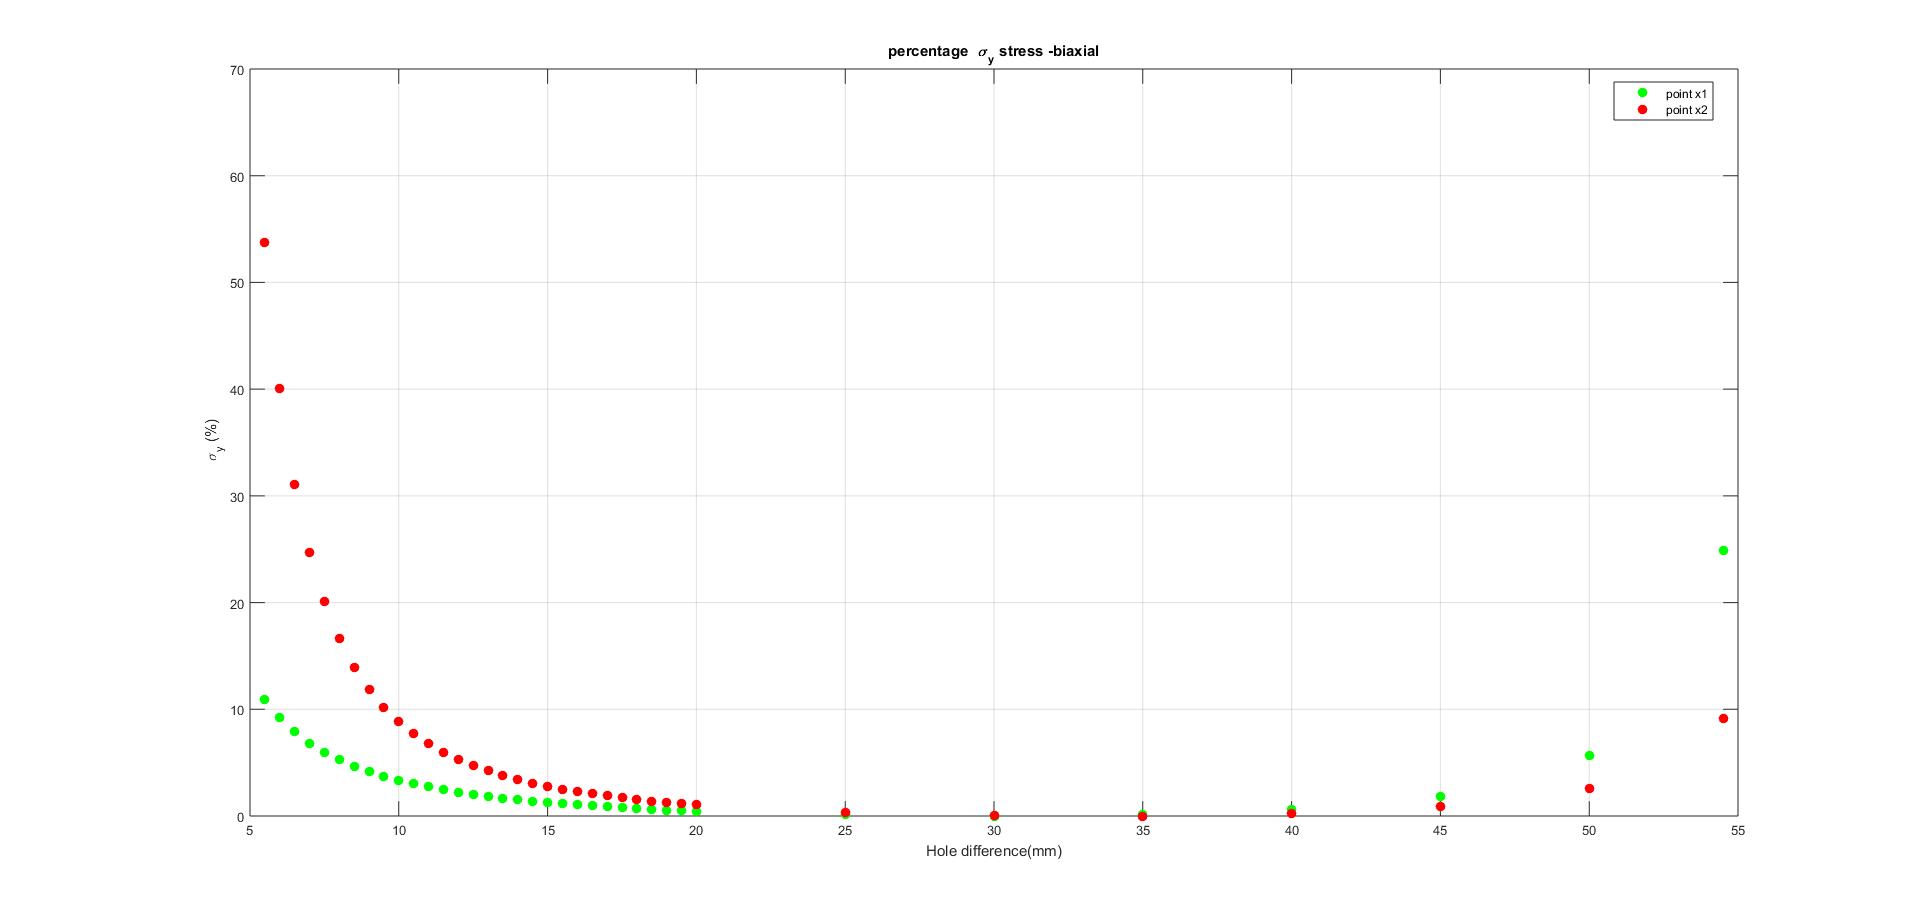 percentage σy stress -biaxial
point x1
point x2
70
60
50
40
30
20
10
0
σy (%)
5 10 15 20 25 30 35 40 45 50 55
Hole difference(mm)